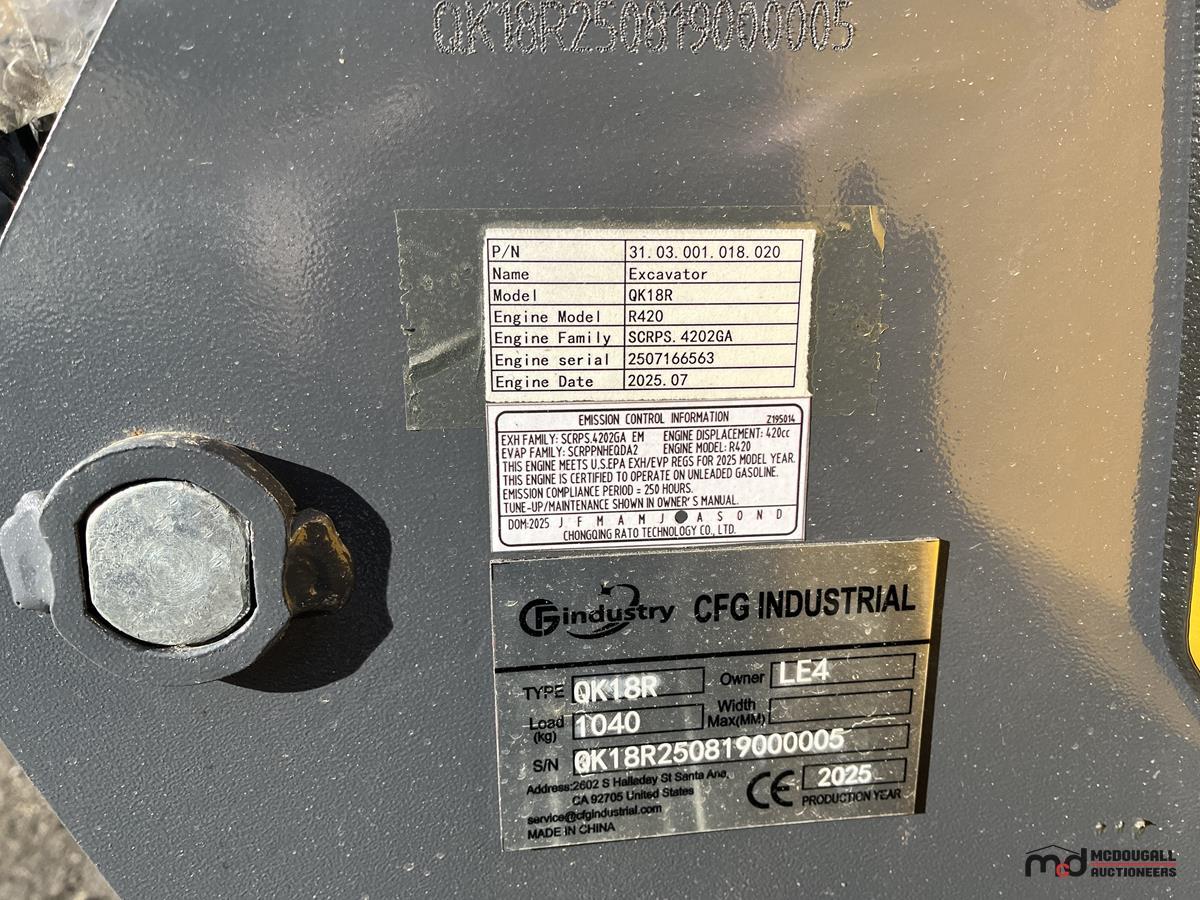 QK18R250819000005
P/N 31.03.001.018.020
Name Excavator
Model QK18R
Engine Model R420
Engine Family SCRPS.4202GA
Engine serial 2507166563
Engine Date 2025.07
EMISSION CONTROL INFORMATION Z195014
EXH FAMILY: SCRPS.4202GA EM ENGINE DISPLACEMENT: 420cc
EVAP FAMILY: SCRPPNHEQDA2 ENGINE MODEL: R420
THIS ENGINE MEETS U.S.EPA EXH/EVP REGS FOR 2025 MODEL YEAR.
THIS ENGINE IS CERTIFIED TO OPERATE ON UNLEADED GASOLINE.
EMISSION COMPLIANCE PERIOD = 250 HOURS.
TUNE-UP/MAINTENANCE SHOWN IN OWNER'S MANUAL.
DOM:2025 J F M A M J ● A S O N D
CHONGQING RATO TECHNOLOGY CO., LTD.
CFG industry CFG INDUSTRIAL
TYPE QK18R Owner LE4
Load (kg) 1040 Width Max(MM)
S/N QK18R250819000005
Address:2602 S Halladay St Santa Ana,
CA 92705 United States
service@cfgindustrial.com
MADE IN CHINA
CE 2025
PRODUCTION YEAR
mcd MCDOUGALL
AUCTIONEERS